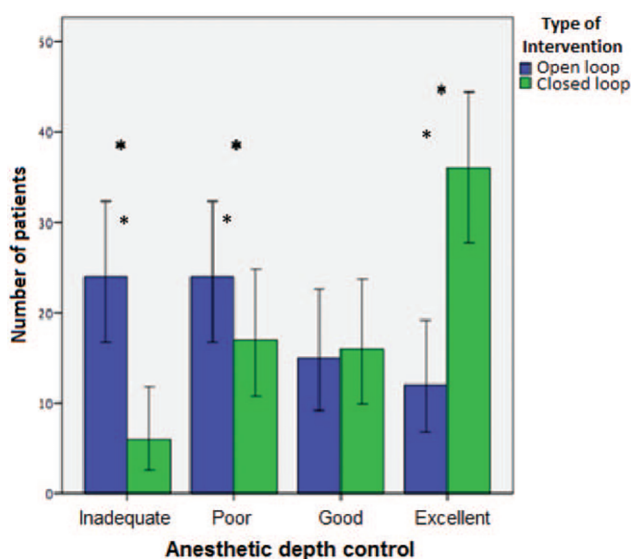 Type of
Intervention
Open loop
Closed loop
Number of patients
50
40
30
20
10
0
*
*
*
*
*
*
Inadequate Poor Good Excellent
Anesthetic depth control